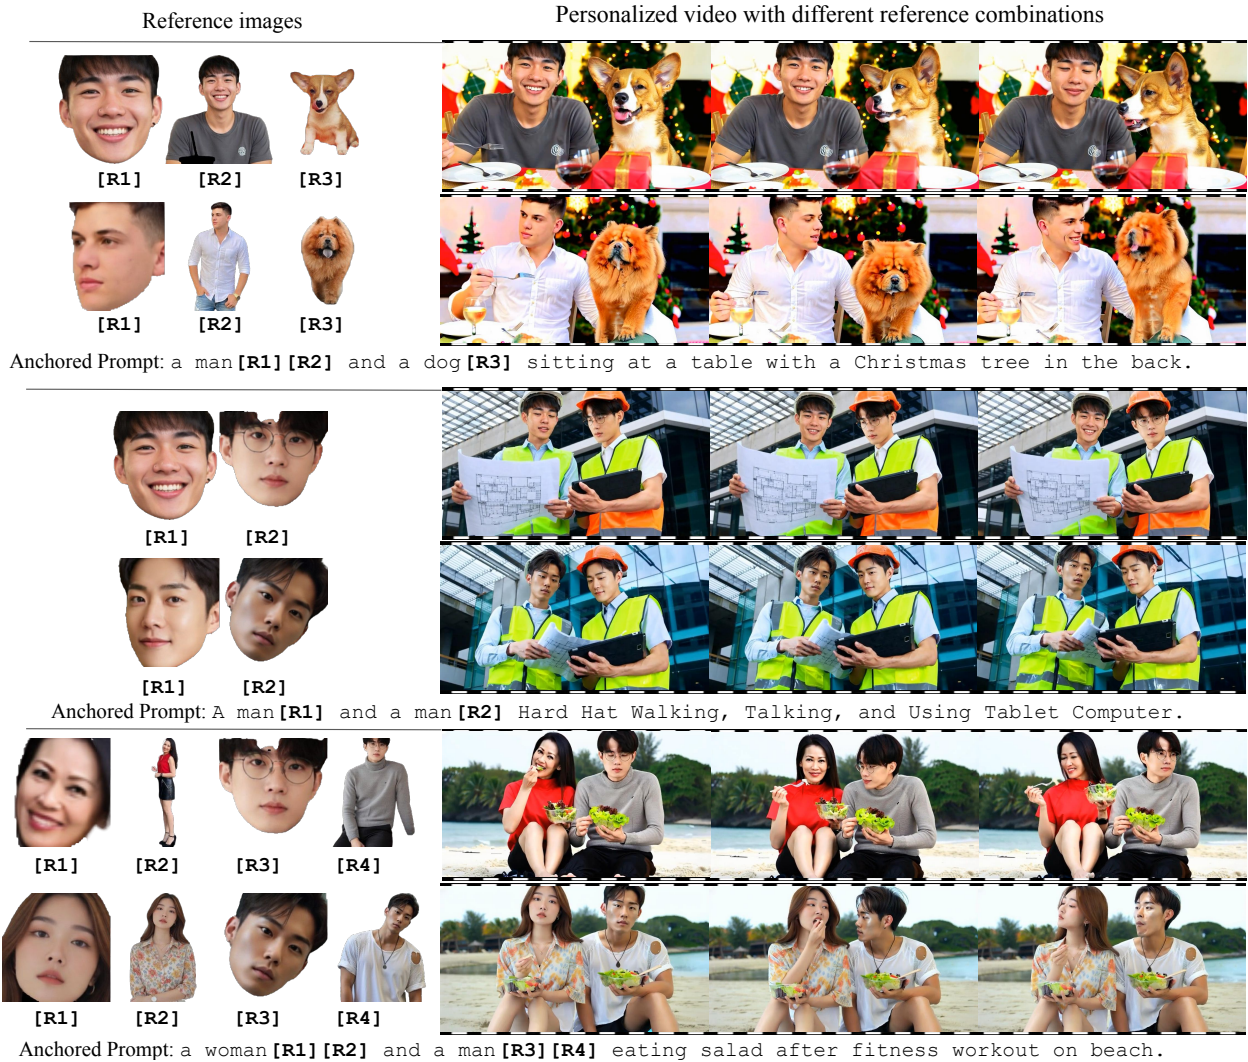 Reference images
Personalized video with different reference combinations
[R1] [R2] [R3]
[R1] [R2] [R3]
Anchored Prompt: a man[R1][R2] and a dog[R3] sitting at a table with a Christmas tree in the back.
[R1] [R2]
[R1] [R2]
Anchored Prompt: A man[R1] and a man[R2] Hard Hat Walking, Talking, and Using Tablet Computer.
[R1] [R2] [R3] [R4]
[R1] [R2] [R3] [R4]
Anchored Prompt: a woman[R1][R2] and a man[R3][R4] eating salad after fitness workout on beach.